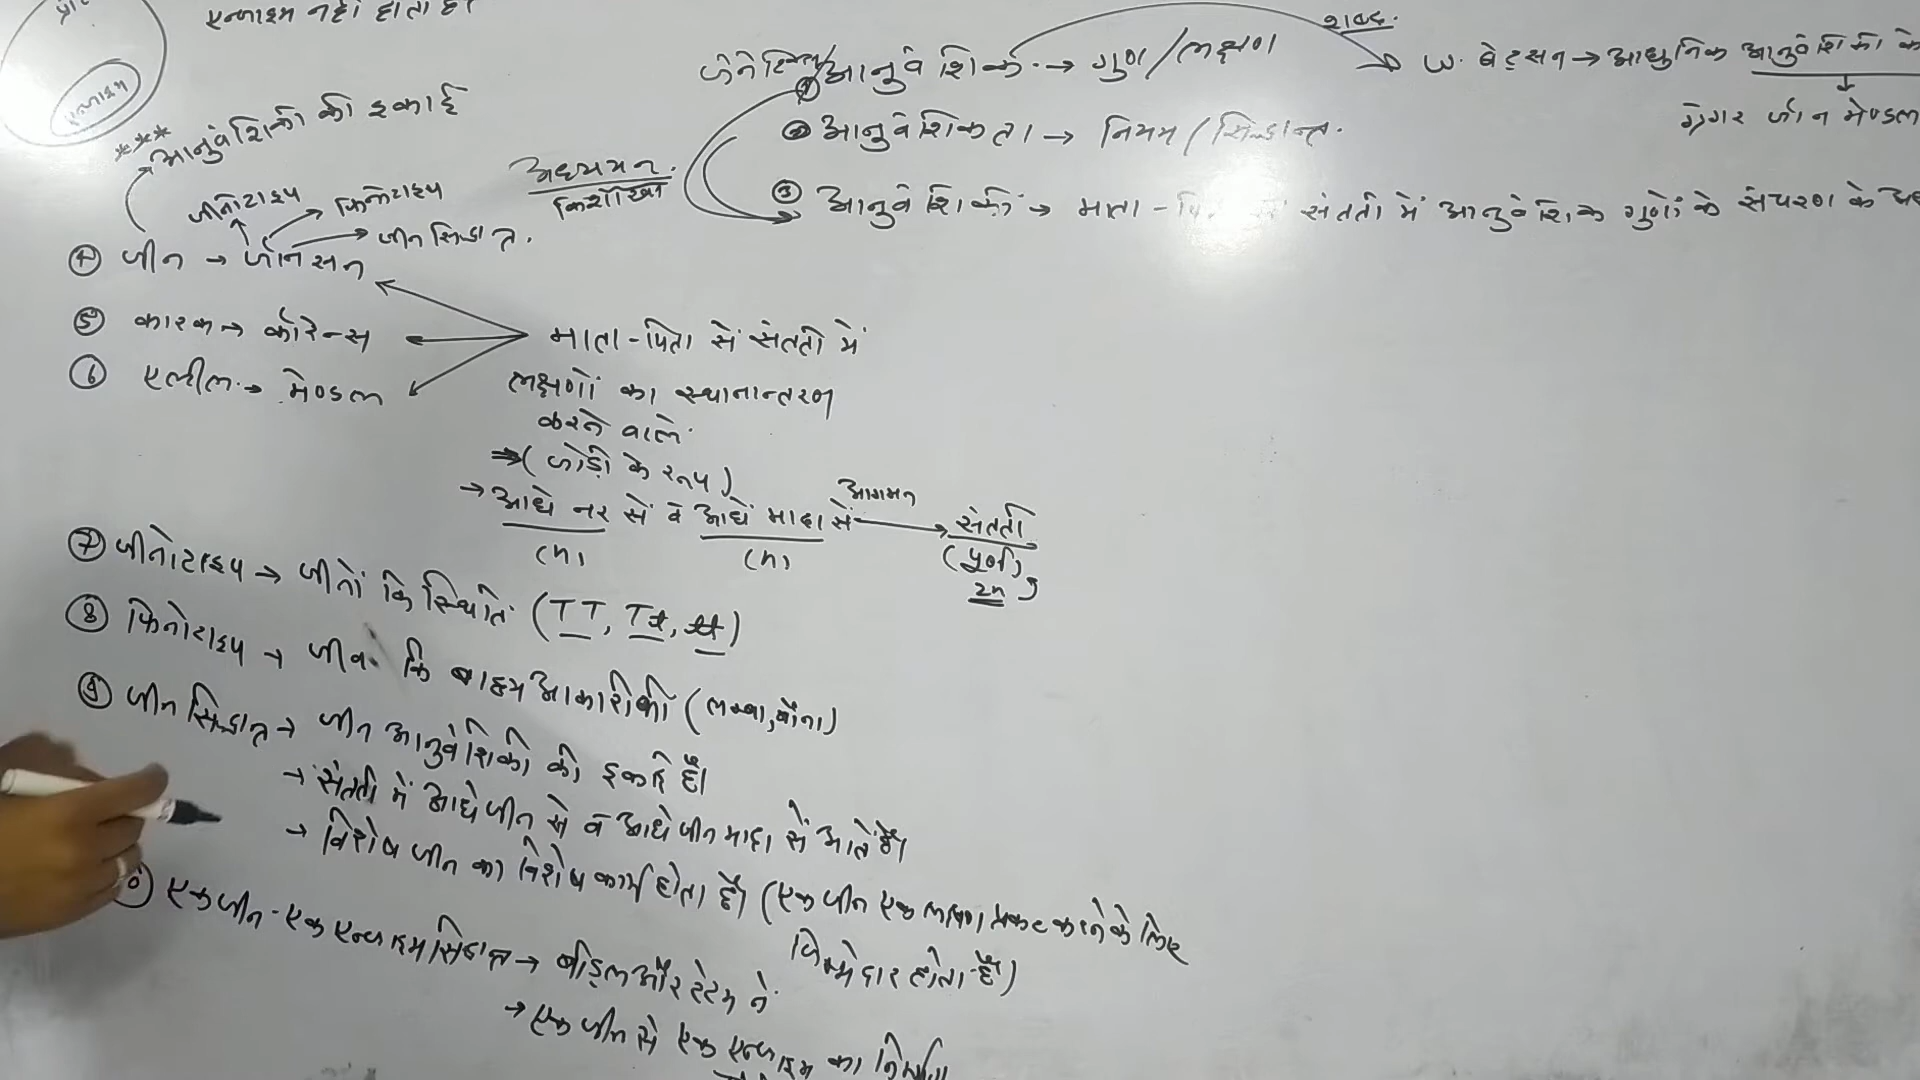 एन्जाइम नहीं होता है।
एन्जाइम
शब्द.
आनुवंशिक → गुण/लक्षण
W. बेटसन → आधुनिक आनुवंशिकी के
ग्रेगर जॉन मेण्डल
② आनुवंशिकता → नियम/सिद्धान्त.
③ आनुवंशिकी → माता - संतती में आनुवंशिक गुणों के संचरण के
*** आनुवंशिकी की इकाई
अध्ययन.
जीनोटाइप
फिनोटाइप
जीन सिद्धान्त.
④ जीन → जॉनसन
⑤ कारक → कॉरेन्स
⑥ एलील → मेण्डल
माता-पिता सें संतती में
लक्षणों का स्थानान्तरण
करने वाले
⇒ (जोड़ी के रूप)
→ आधे नर सें व आधें मादा सें
आगमन
संतती
(n)
(n)
(पूर्ण)
2n
⑦ जीनोटाइप → जीनों कि स्थिति (TT, Tt, tt)
⑧ फिनोटाइप → जीव कि बाह्य आकारिकी (लम्बा, बौना)
⑨ जीन सिद्धान्त → जीन आनुवंशिकी की इकाई है।
→ संतती में आधे जीन से व आधे जीन मादा सें आतें है।
→ विशेष जीन का विशेष कार्य होता है। (एक जीन एक लक्षण प्रकट करने के लिए
जिम्मेदार होता है)
एक जीन-एक एन्जाइम सिद्धान्त → बीडल और टेटम ने
→ एक जीन से एक एन्जाइम का निर्माण